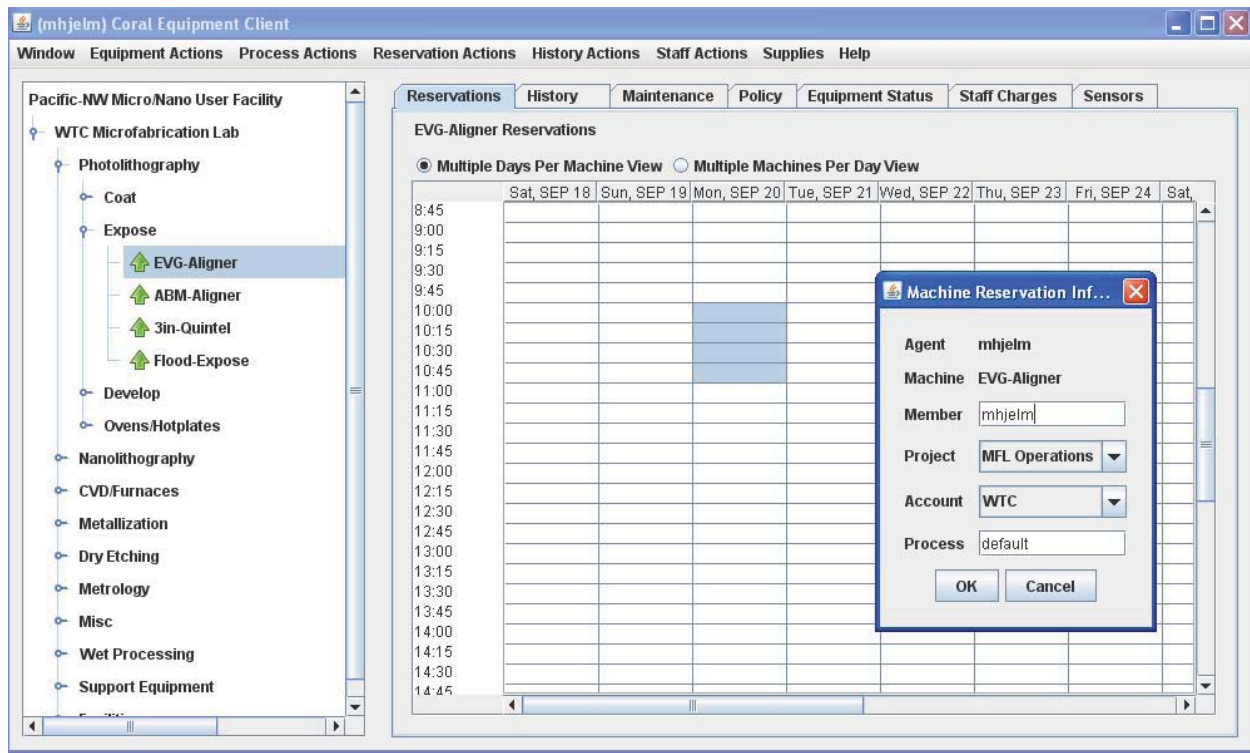 (mhjelm) Coral Equipment Client
Window Equipment Actions Process Actions Reservation Actions History Actions Staff Actions Supplies Help
Pacific-NW Micro/Nano User Facility
WTC Microfabrication Lab
Photolithography
Coat
Expose
EVG-Aligner
ABM-Aligner
3in-Quintel
Flood-Expose
Develop
Ovens/Hotplates
Nanolithography
CVD/Furnaces
Metallization
Dry Etching
Metrology
Misc
Wet Processing
Support Equipment
Reservations History Maintenance Policy Equipment Status Staff Charges Sensors
EVG-Aligner Reservations
Multiple Days Per Machine View Multiple Machines Per Day View
Sat, SEP 18 Sun, SEP 19 Mon, SEP 20 Tue, SEP 21 Wed, SEP 22 Thu, SEP 23 Fri, SEP 24 Sat,
8:45
9:00
9:15
9:30
9:45
10:00
10:15
10:30
10:45
11:00
11:15
11:30
11:45
12:00
12:15
12:30
12:45
13:00
13:15
13:30
13:45
14:00
14:15
14:30
14:45
Machine Reservation Inf...
Agent mhjelm
Machine EVG-Aligner
Member mhjelm
Project MFL Operations
Account WTC
Process default
OK Cancel